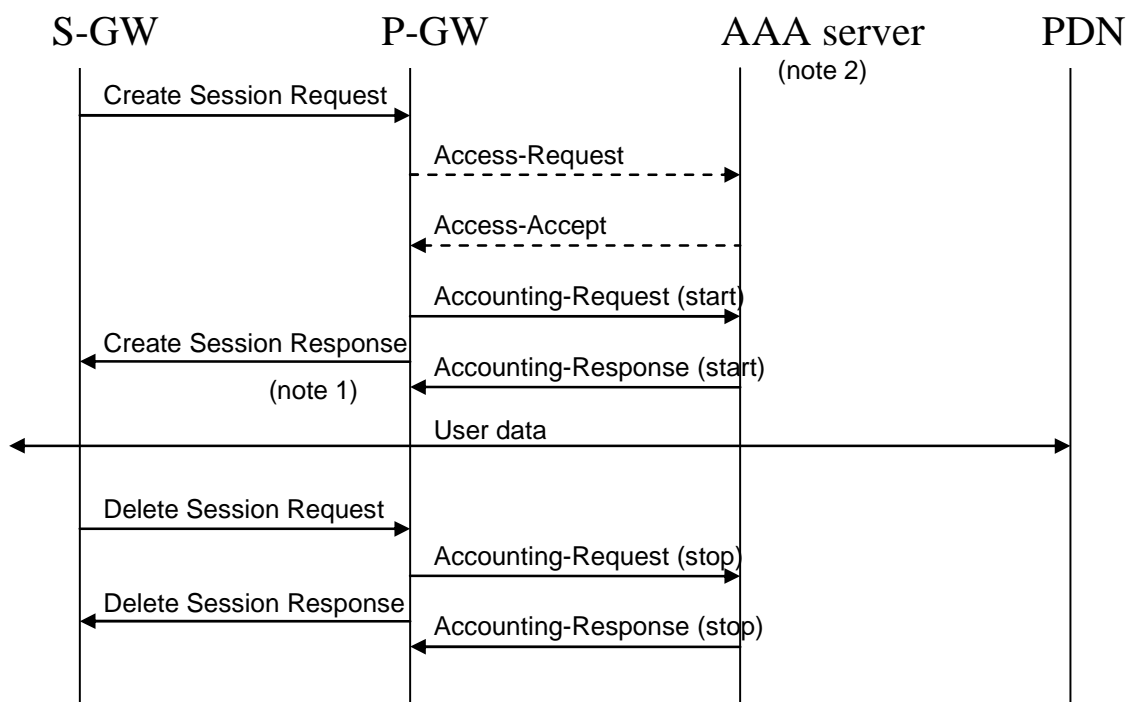 S-GW
P-GW
AAA server
PDN
(note 2)
Create Session Request
Access-Request
Access-Accept
Accounting-Request (start)
Create Session Response
Accounting-Response (start)
(note 1)
User data
Delete Session Request
Accounting-Request (stop)
Delete Session Response
Accounting-Response (stop)